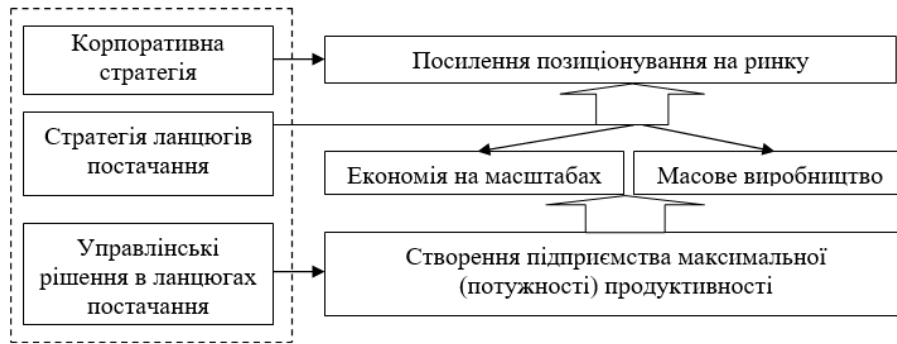 Корпоративна
стратегія
Посилення позиціонування на ринку
Стратегія ланцюгів
постачання
Економія на масштабах
Масове виробництво
Управлінські
рішення в ланцюгах
постачання
Створення підприємства максимальної
(потужності) продуктивності